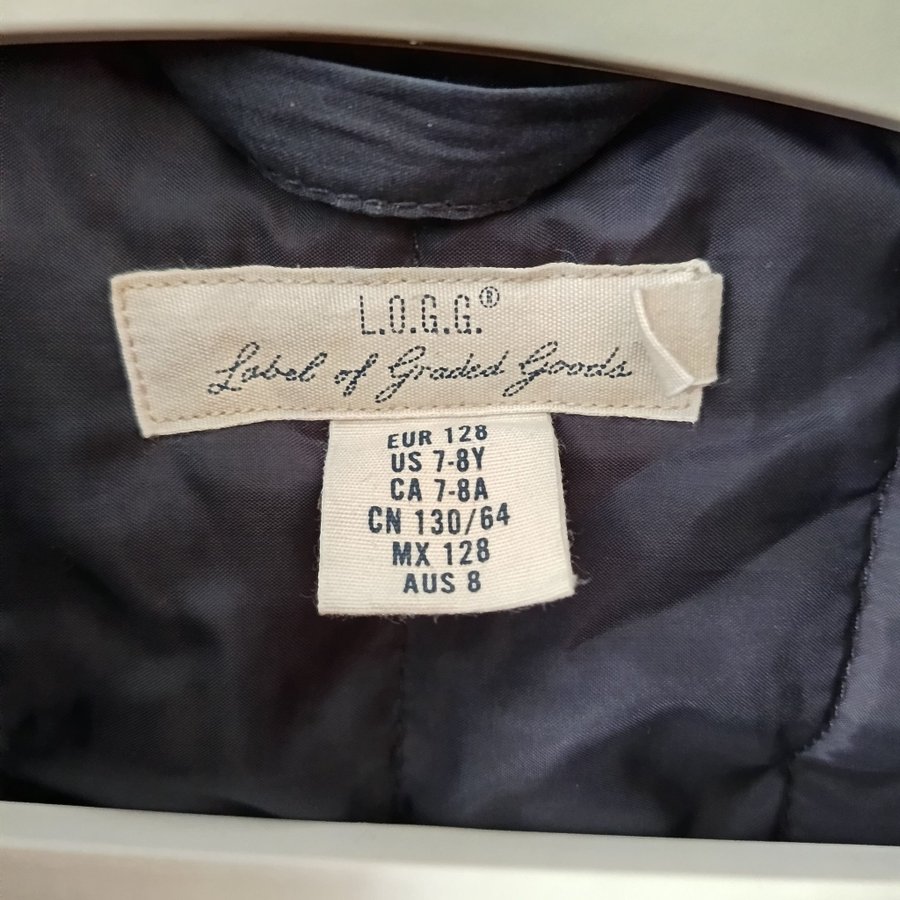 L.O.G.G.®
Label of Graded Goods
EUR 128
US 7-8Y
CA 7-8A
CN 130/64
MX 128
AUS 8